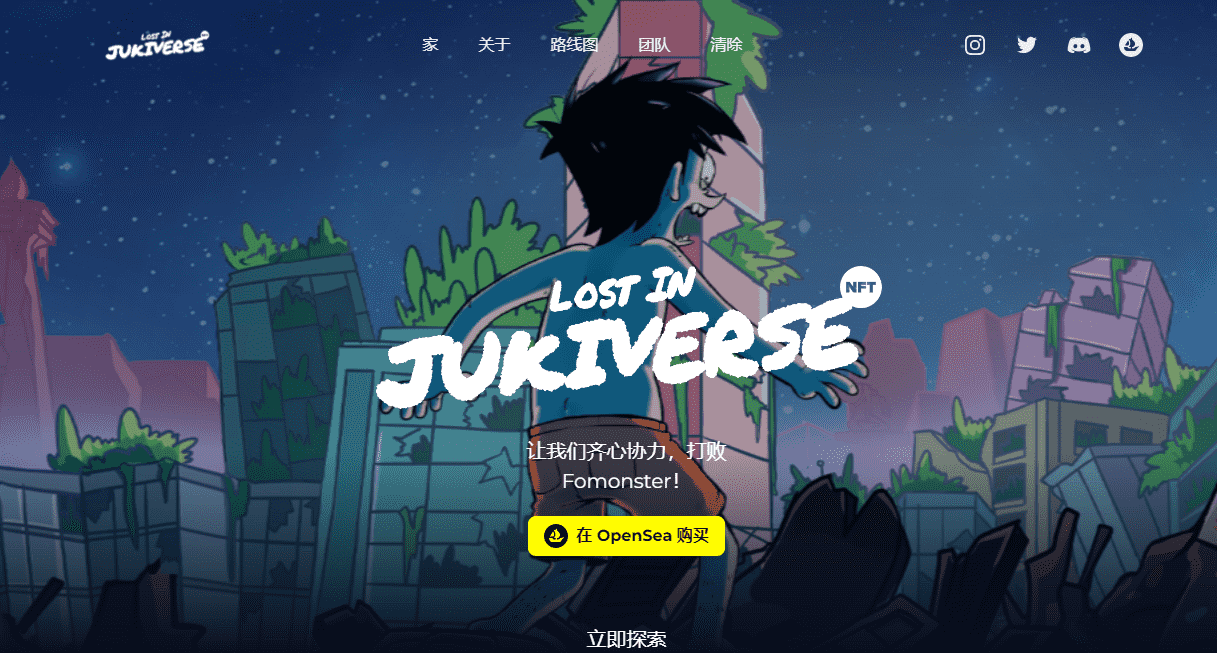 LOST IN
JUKIVERSE
家 关于 路线图 团队 清除
LOST IN
NFT
JUKIVERSE
让我们齐心协力，打败
Fomonster！
在 OpenSea 购买
立即探索